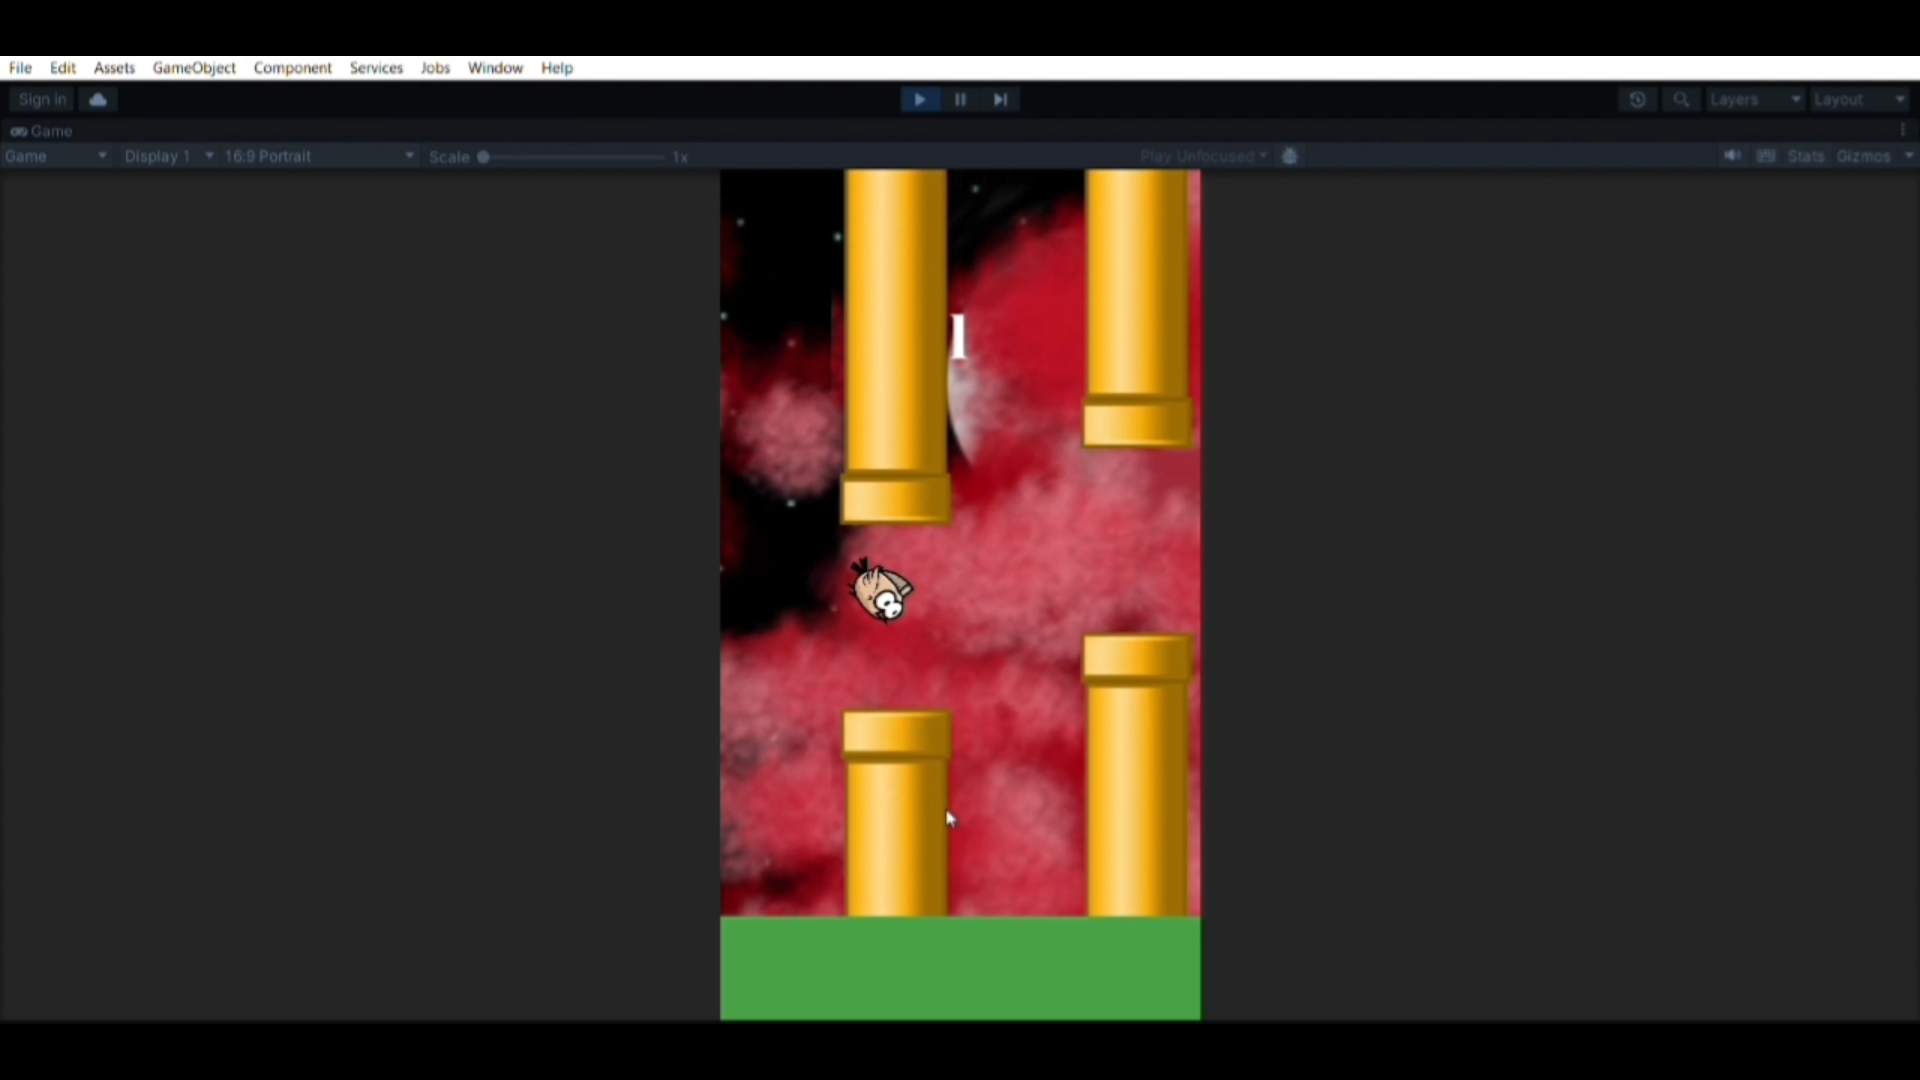 File Edit Assets GameObject Component Services Jobs Window Help
Sign in Layers Layout
Game
Game Display 1 16:9 Portrait Scale 1x Play Unfocused Stats Gizmos
1